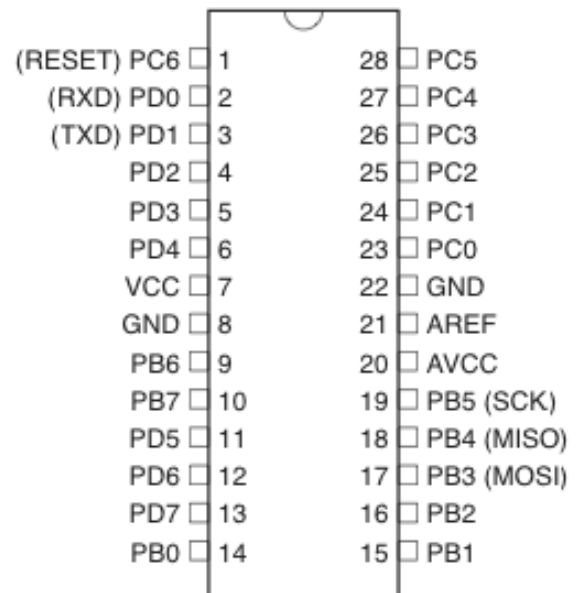 (RESET) PC6 1 28 PC5
(RXD) PD0 2 27 PC4
(TXD) PD1 3 26 PC3
PD2 4 25 PC2
PD3 5 24 PC1
PD4 6 23 PC0
VCC 7 22 GND
GND 8 21 AREF
PB6 9 20 AVCC
PB7 10 19 PB5 (SCK)
PD5 11 18 PB4 (MISO)
PD6 12 17 PB3 (MOSI)
PD7 13 16 PB2
PB0 14 15 PB1